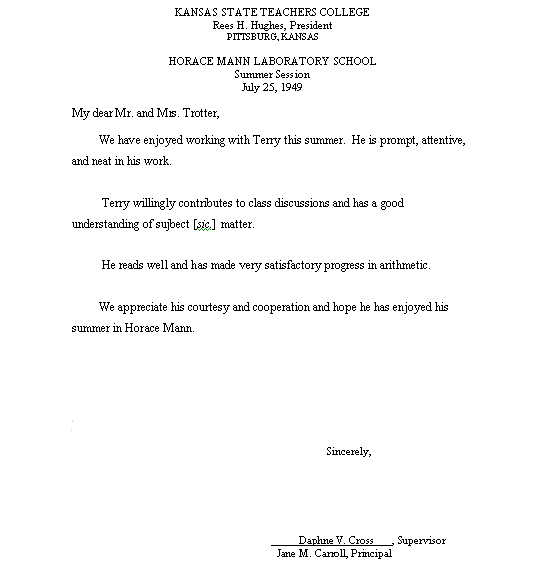 KANSAS STATE TEACHERS COLLEGE
Rees H. Hughes, President
PITTSBURG, KANSAS
HORACE MANN LABORATORY SCHOOL
Summer Session
July 25, 1949
My dear Mr. and Mrs. Trotter,
We have enjoyed working with Terry this summer. He is prompt, attentive,
and neat in his work.
Terry willingly contributes to class discussions and has a good
understanding of sujbect [sic.] matter.
He reads well and has made very satisfactory progress in arithmetic.
We appreciate his courtesy and cooperation and hope he has enjoyed his
summer in Horace Mann.
Sincerely,
Daphne V. Cross, Supervisor
Jane M. Carroll, Principal